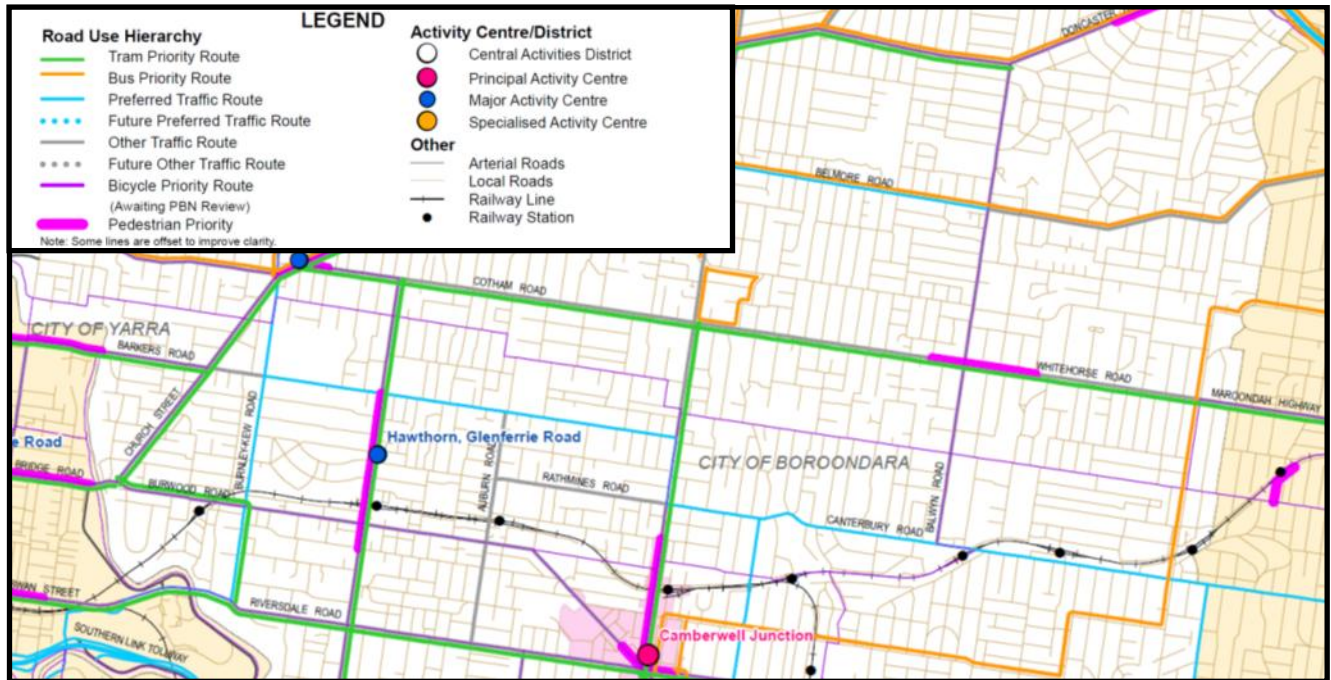 LEGEND
Road Use Hierarchy
Tram Priority Route
Bus Priority Route
Preferred Traffic Route
Future Preferred Traffic Route
Other Traffic Route
Future Other Traffic Route
Bicycle Priority Route
(Awaiting PBN Review)
Pedestrian Priority
Note: Some lines are offset to improve clarity.
Activity Centre/District
Central Activities District
Principal Activity Centre
Major Activity Centre
Specialised Activity Centre
Other
Arterial Roads
Local Roads
Railway Line
Railway Station
DONCASTER
BELMORE ROAD
COTHAM ROAD
CITY OF YARRA
BARKERS ROAD
WHITEHORSE ROAD
MAROONDAH HIGHWAY
CHURCH STREET
BURNLEY-KEW ROAD
e Road
Hawthorn, Glenferrie Road
AUBURN ROAD
CITY OF BOROONDARA
BALWYN ROAD
BRIDGE ROAD
BURWOOD ROAD
RATHMINES ROAD
CANTERBURY ROAD
SWAN STREET
RIVERSDALE ROAD
SOUTHERN LINK TOLLWAY
Camberwell Junction